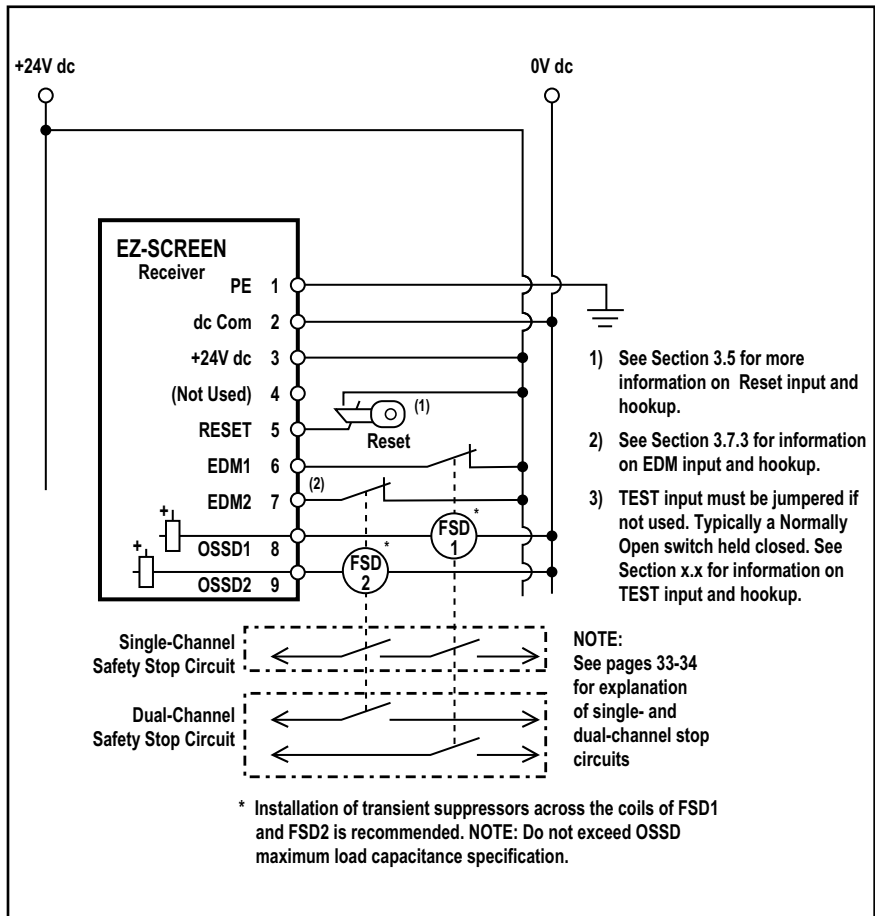 +24V dc
0V dc
EZ-SCREEN
Receiver
PE 1
dc Com 2
+24V dc 3
(Not Used) 4
RESET 5
(1)
Reset
EDM1 6
EDM2 7
(2)
+
OSSD1 8
+
OSSD2 9
FSD
1
*
FSD
2
*
1) See Section 3.5 for more
information on Reset input and
hookup.
2) See Section 3.7.3 for information
on EDM input and hookup.
3) TEST input must be jumpered if
not used. Typically a Normally
Open switch held closed. See
Section x.x for information on
TEST input and hookup.
Single-Channel
Safety Stop Circuit
Dual-Channel
Safety Stop Circuit
NOTE:
See pages 33-34
for explanation
of single- and
dual-channel stop
circuits
* Installation of transient suppressors across the coils of FSD1
and FSD2 is recommended. NOTE: Do not exceed OSSD
maximum load capacitance specification.